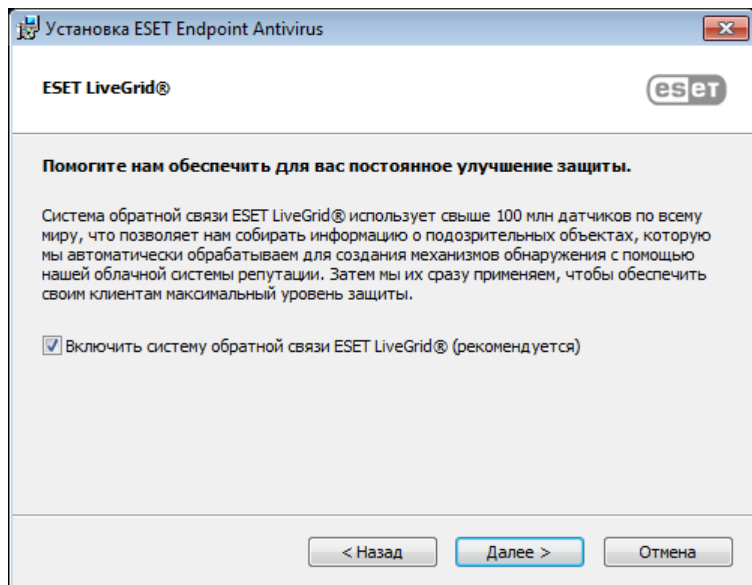 Установка ESET Endpoint Antivirus
ESET LiveGrid®
eseT
Помогите нам обеспечить для вас постоянное улучшение защиты.
Система обратной связи ESET LiveGrid® использует свыше 100 млн датчиков по всему
миру, что позволяет нам собирать информацию о подозрительных объектах, которую
мы автоматически обрабатываем для создания механизмов обнаружения с помощью
нашей облачной системы репутации. Затем мы их сразу применяем, чтобы обеспечить
своим клиентам максимальный уровень защиты.
Включить систему обратной связи ESET LiveGrid® (рекомендуется)
< Назад
Далее >
Отмена